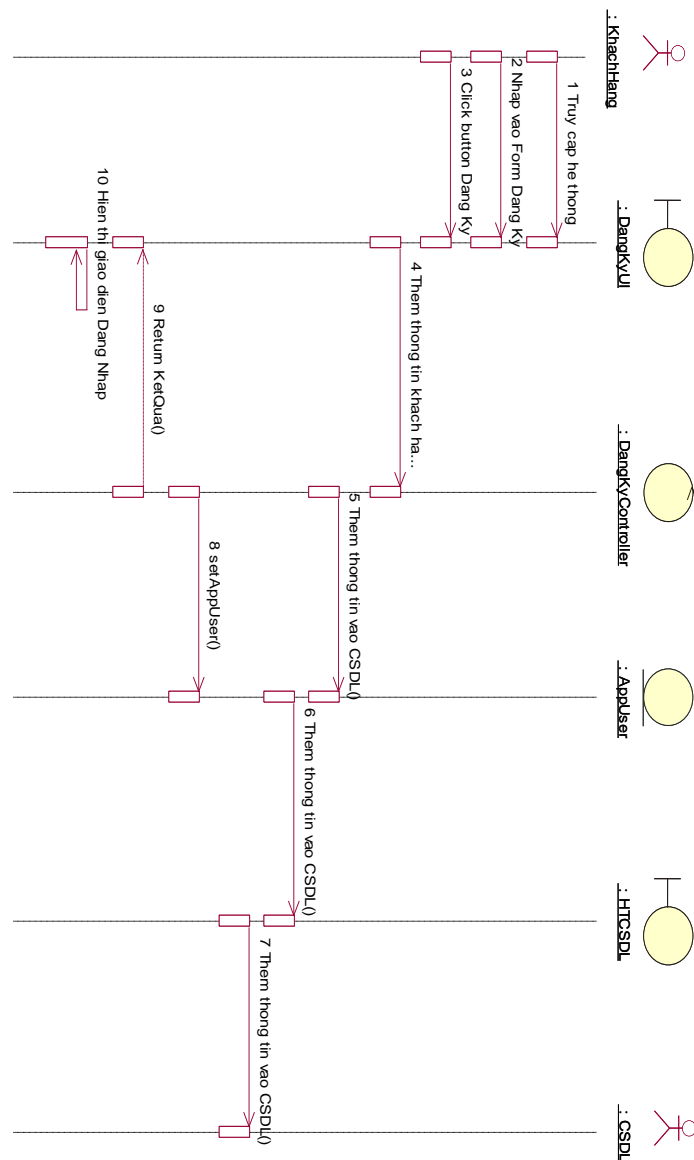 : KhachHang
: DangKyUI
: DangKyController
: AppUser
: HTCSDL
: CSDL
1 Truy cap he thong
2 Nhap vao Form Dang Ky
3 Click button Dang Ky
4 Them thong tin khach ha...
5 Them thong tin vao CSDL()
6 Them thong tin vao CSDL()
7 Them thong tin vao CSDL()
8 setAppUser()
9 Return KetQua()
10 Hien thi giao dien Dang Nhap